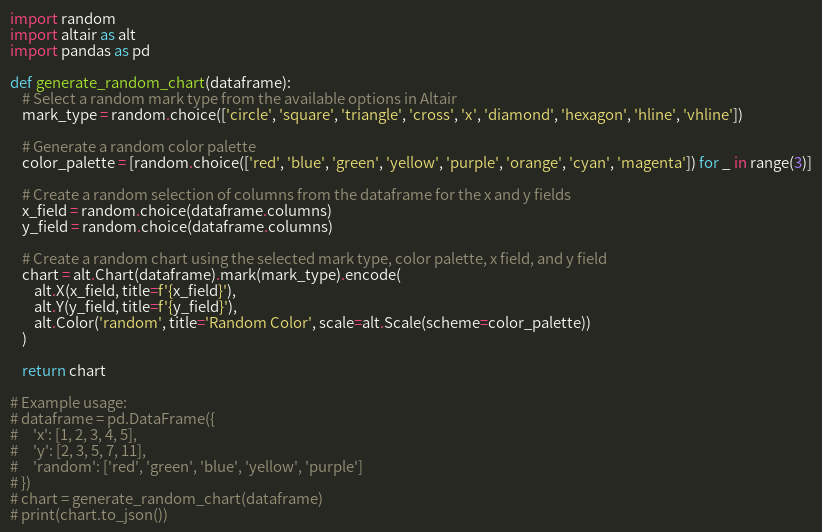 import random
import altair as alt
import pandas as pd
def generate_random_chart(dataframe):
# Select a random mark type from the available options in Altair
mark_type = random.choice(['circle', 'square', 'triangle', 'cross', 'x', 'diamond', 'hexagon', 'hline', 'vhline'])
# Generate a random color palette
color_palette = [random.choice(['red', 'blue', 'green', 'yellow', 'purple', 'orange', 'cyan', 'magenta']) for _ in range(3)]
# Create a random selection of columns from the dataframe for the x and y fields
x_field = random.choice(dataframe.columns)
y_field = random.choice(dataframe.columns)
# Create a random chart using the selected mark type, color palette, x field, and y field
chart = alt.Chart(dataframe).mark(mark_type).encode(
alt.X(x_field, title=f'{x_field}'),
alt.Y(y_field, title=f'{y_field}'),
alt.Color('random', title='Random Color', scale=alt.Scale(scheme=color_palette))
)
return chart
# Example usage:
# dataframe = pd.DataFrame({
# 'x': [1, 2, 3, 4, 5],
# 'y': [2, 3, 5, 7, 11],
# 'random': ['red', 'green', 'blue', 'yellow', 'purple']
# })
# chart = generate_random_chart(dataframe)
# print(chart.to_json())